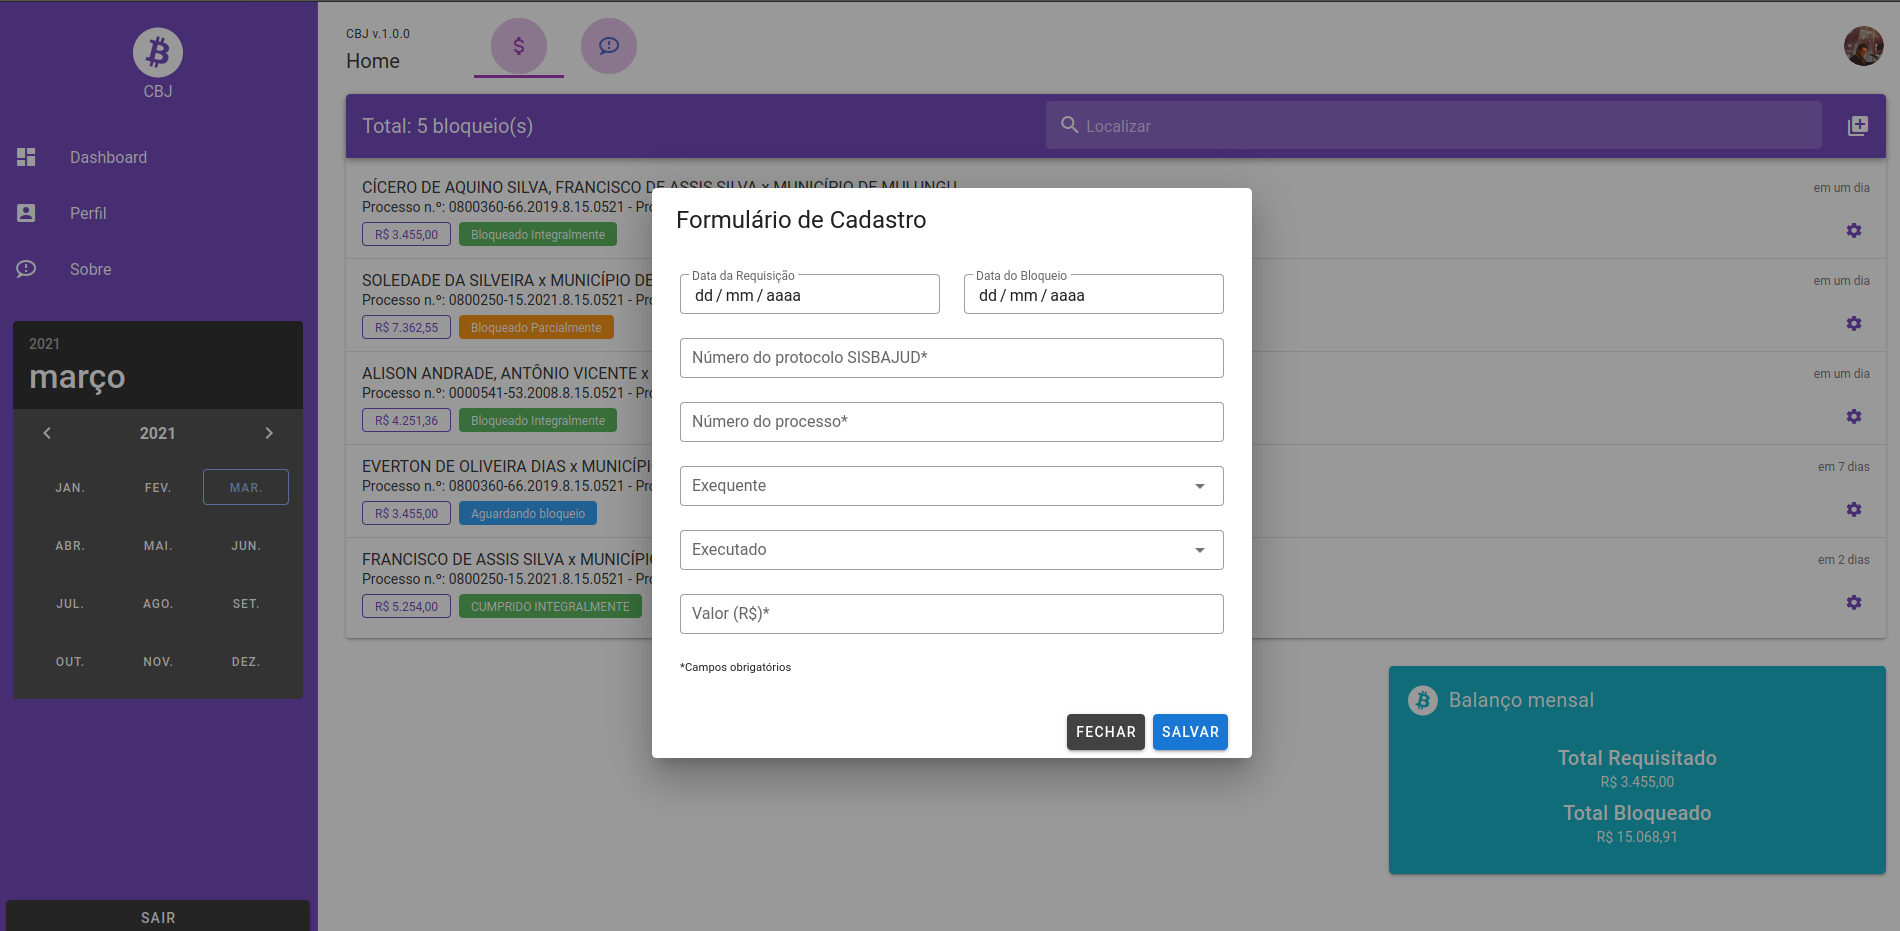 CBJ
Dashboard
Perfil
Sobre
2021
março
2021
JAN. FEV. MAR.
ABR. MAI. JUN.
JUL. AGO. SET.
OUT. NOV. DEZ.
SAIR
CBJ v.1.0.0
Home
Total: 5 bloqueio(s)
Localizar
CÍCERO DE AQUINO SILVA, FRANCISCO DE ASSIS SILVA x MUNICÍPIO DE MULUNGU
em um dia
Processo n.º: 0800360-66.2019.8.15.0521 - Pr
R$ 3.455,00 Bloqueado Integralmente
SOLEDADE DA SILVEIRA x MUNICÍPIO DE
em um dia
Processo n.º: 0800250-15.2021.8.15.0521 - Pr
R$ 7.362,55 Bloqueado Parcialmente
ALISON ANDRADE, ANTÔNIO VICENTE x
em um dia
Processo n.º: 0000541-53.2008.8.15.0521 - Pr
R$ 4.251,36 Bloqueado Integralmente
EVERTON DE OLIVEIRA DIAS x MUNICÍPI
em 7 dias
Processo n.º: 0800360-66.2019.8.15.0521 - Pr
R$ 3.455,00 Aguardando bloqueio
FRANCISCO DE ASSIS SILVA x MUNICÍPI
em 2 dias
Processo n.º: 0800250-15.2021.8.15.0521 - Pr
R$ 5.254,00 CUMPRIDO INTEGRALMENTE
Formulário de Cadastro
Data da Requisição
dd / mm / aaaa
Data do Bloqueio
dd / mm / aaaa
Número do protocolo SISBAJUD*
Número do processo*
Exequente
Executado
Valor (R$)*
*Campos obrigatórios
FECHAR SALVAR
Balanço mensal
Total Requisitado
R$ 3.455,00
Total Bloqueado
R$ 15.068,91